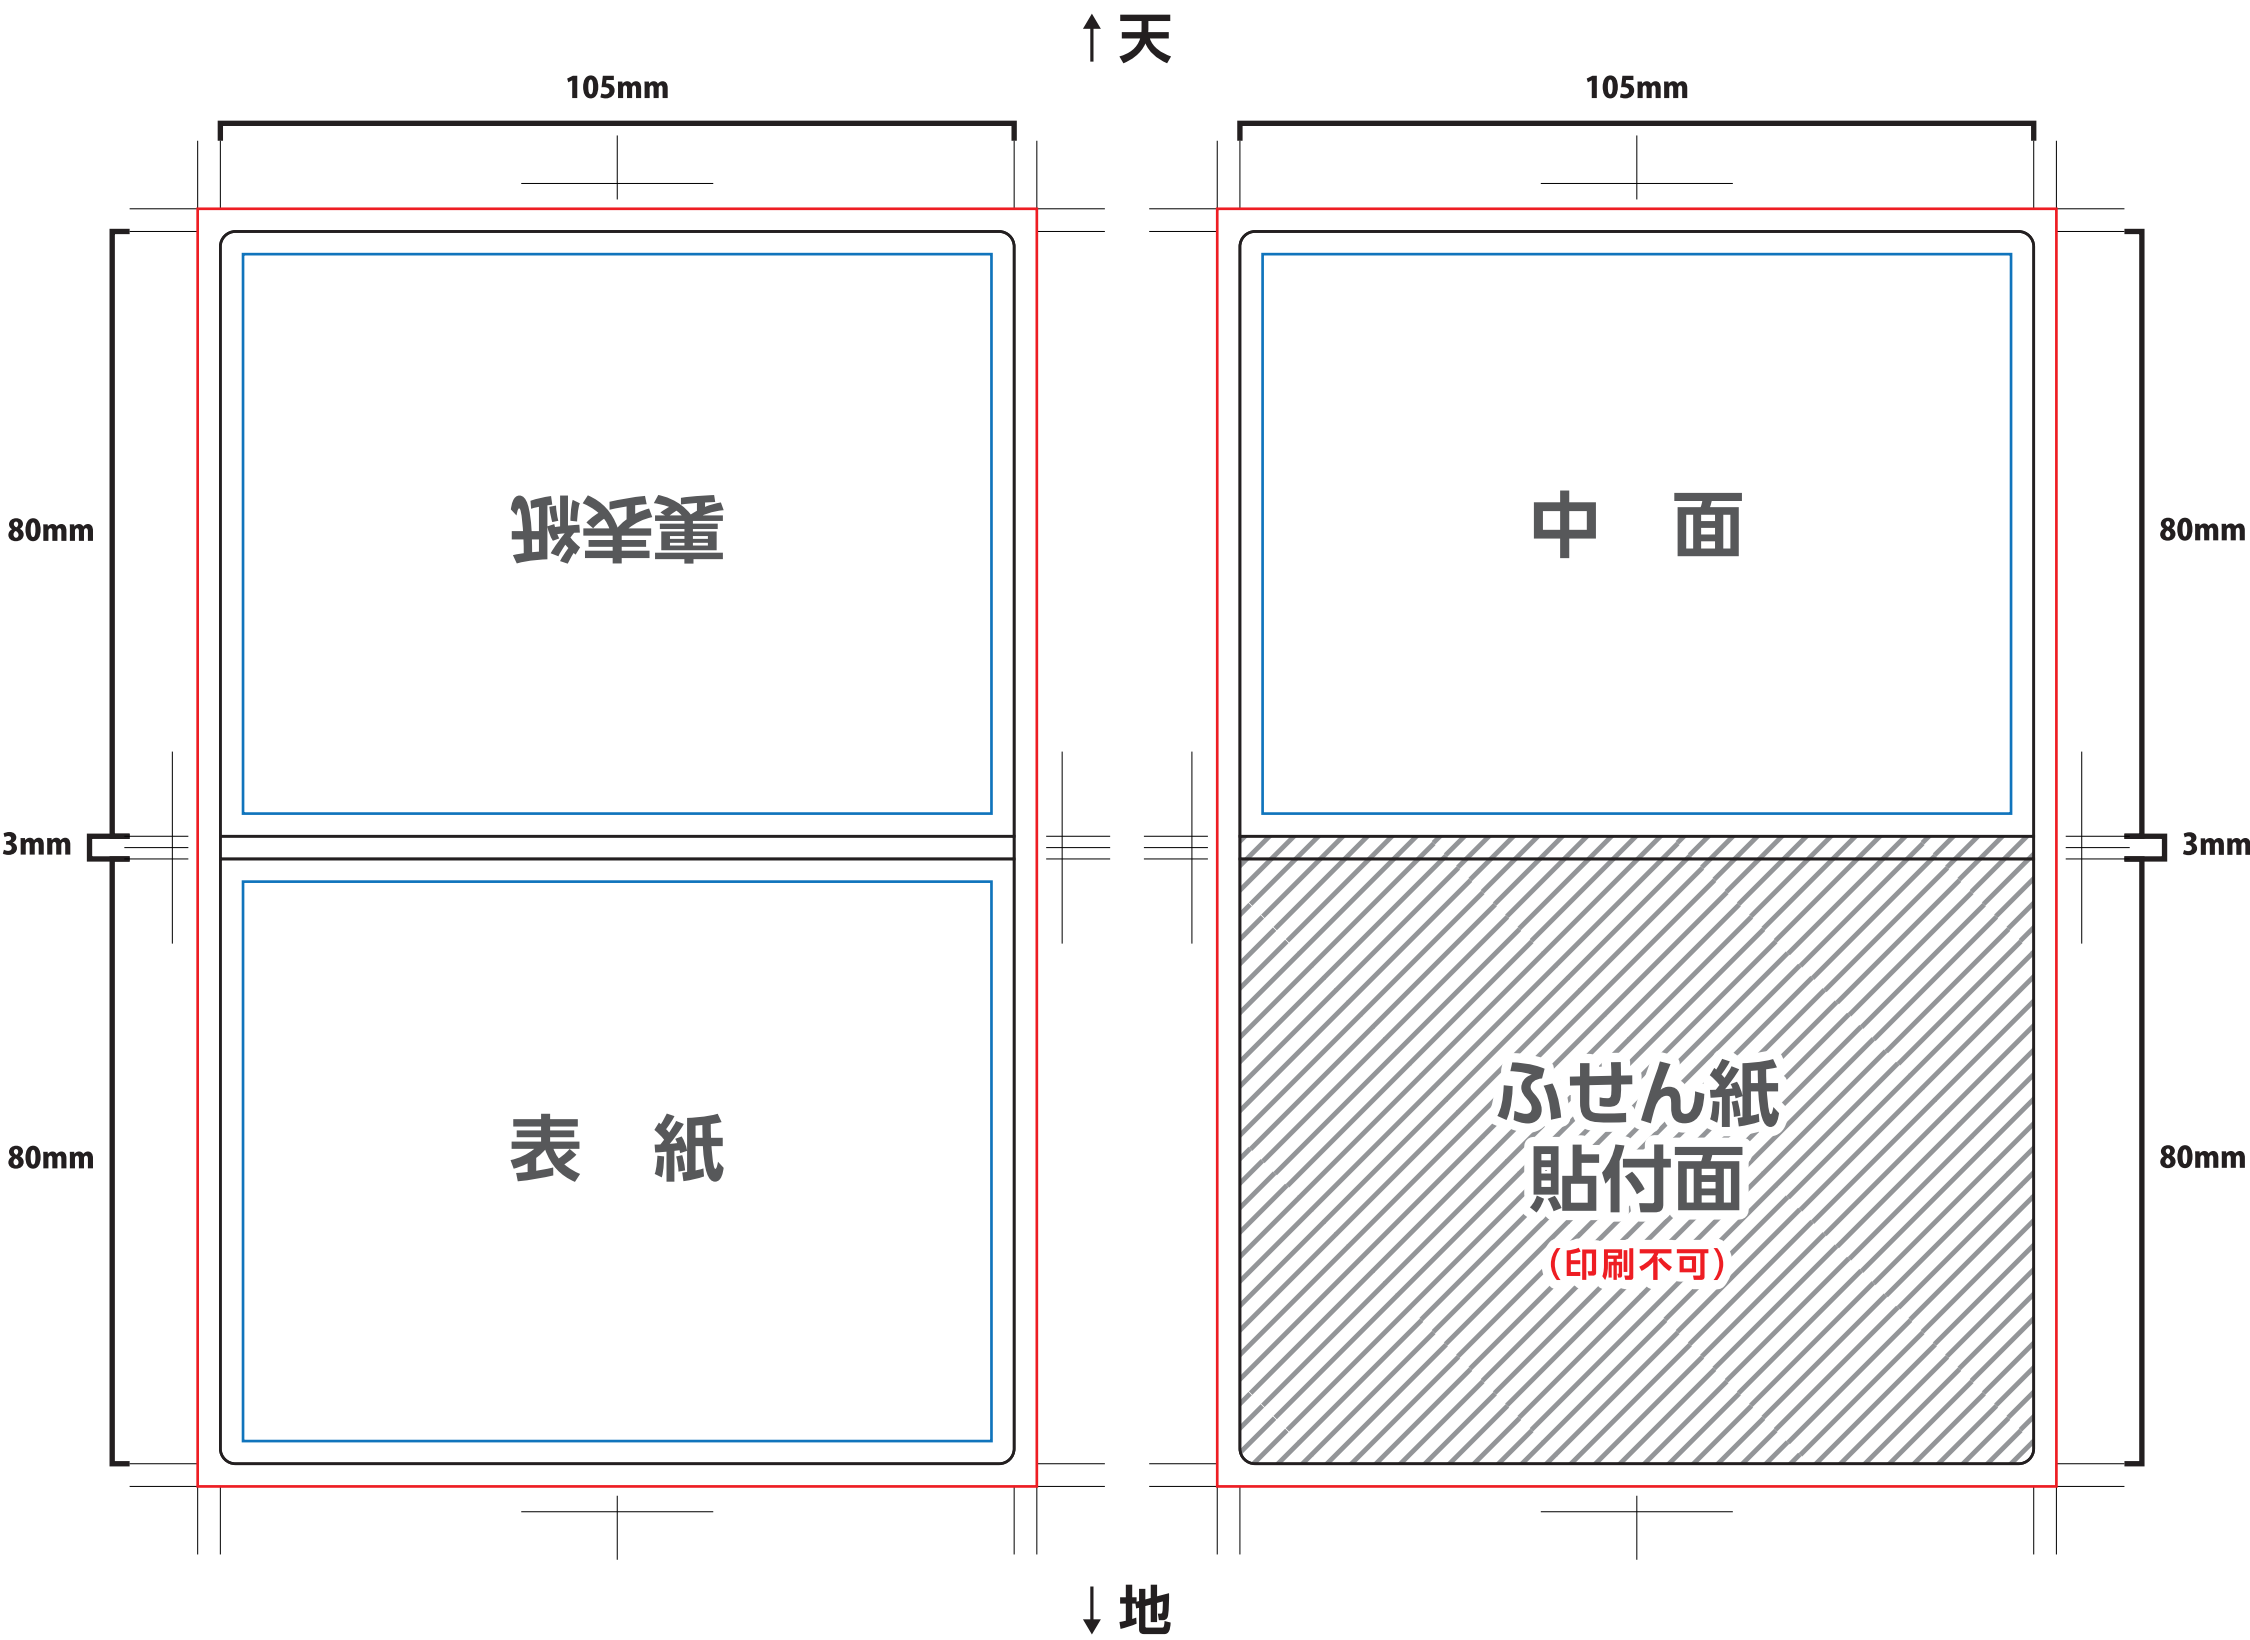 ↑ 天
105mm
105mm
80mm
裏表紙
中　面
80mm
3mm
3mm
80mm
表　紙
ふせん紙
貼付面
（印刷不可）
80mm
↓ 地